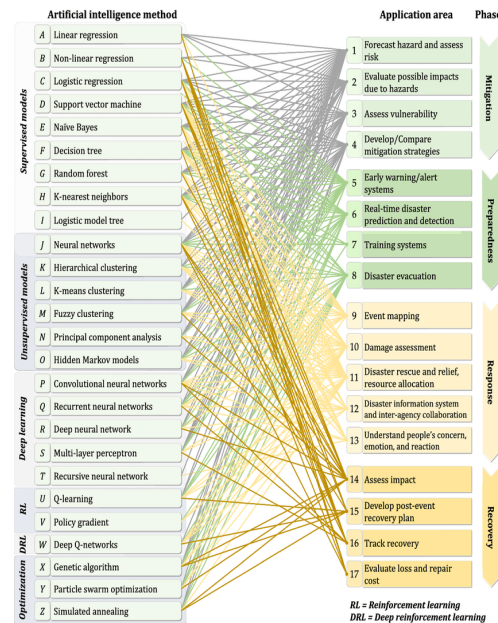 Artificial intelligence method
Application area
Phase
Supervised models
A Linear regression
B Non-linear regression
C Logistic regression
D Support vector machine
E Naïve Bayes
F Decision tree
G Random forest
H K-nearest neighbors
I Logistic model tree
Unsupervised models
J Neural networks
K Hierarchical clustering
L K-means clustering
M Fuzzy clustering
N Principal component analysis
O Hidden Markov models
Deep learning
P Convolutional neural networks
Q Recurrent neural networks
R Deep neural network
S Multi-layer perceptron
T Recursive neural network
RL
U Q-learning
V Policy gradient
DRL
W Deep Q-networks
Optimization
X Genetic algorithm
Y Particle swarm optimization
Z Simulated annealing
1 Forecast hazard and assess
risk
2 Evaluate possible impacts
due to hazards
3 Assess vulnerability
4 Develop/Compare
mitigation strategies
Mitigation
5 Early warning/alert
systems
6 Real-time disaster
prediction and detection
7 Training systems
8 Disaster evacuation
Preparedness
9 Event mapping
10 Damage assessment
11 Disaster rescue and relief,
resource allocation
12 Disaster information system
and inter-agency collaboration
13 Understand people's concern,
emotion, and reaction
Response
14 Assess impact
15 Develop post-event
recovery plan
16 Track recovery
17 Evaluate loss and repair
cost
Recovery
RL = Reinforcement learning
DRL = Deep reinforcement learning